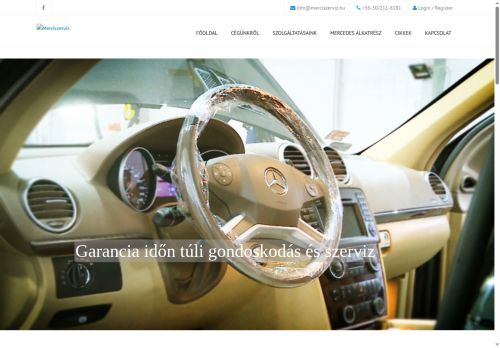 info@merciszerviz.hu
+36-30/211-8181
Login / Register
Merciszerviz
FŐOLDAL
CÉGÜNKRŐL
SZOLGÁLTATÁSAINK
MERCEDES ALKATRÉSZ
CIKKEK
KAPCSOLAT
Garancia időn túli gondoskodás és szerviz